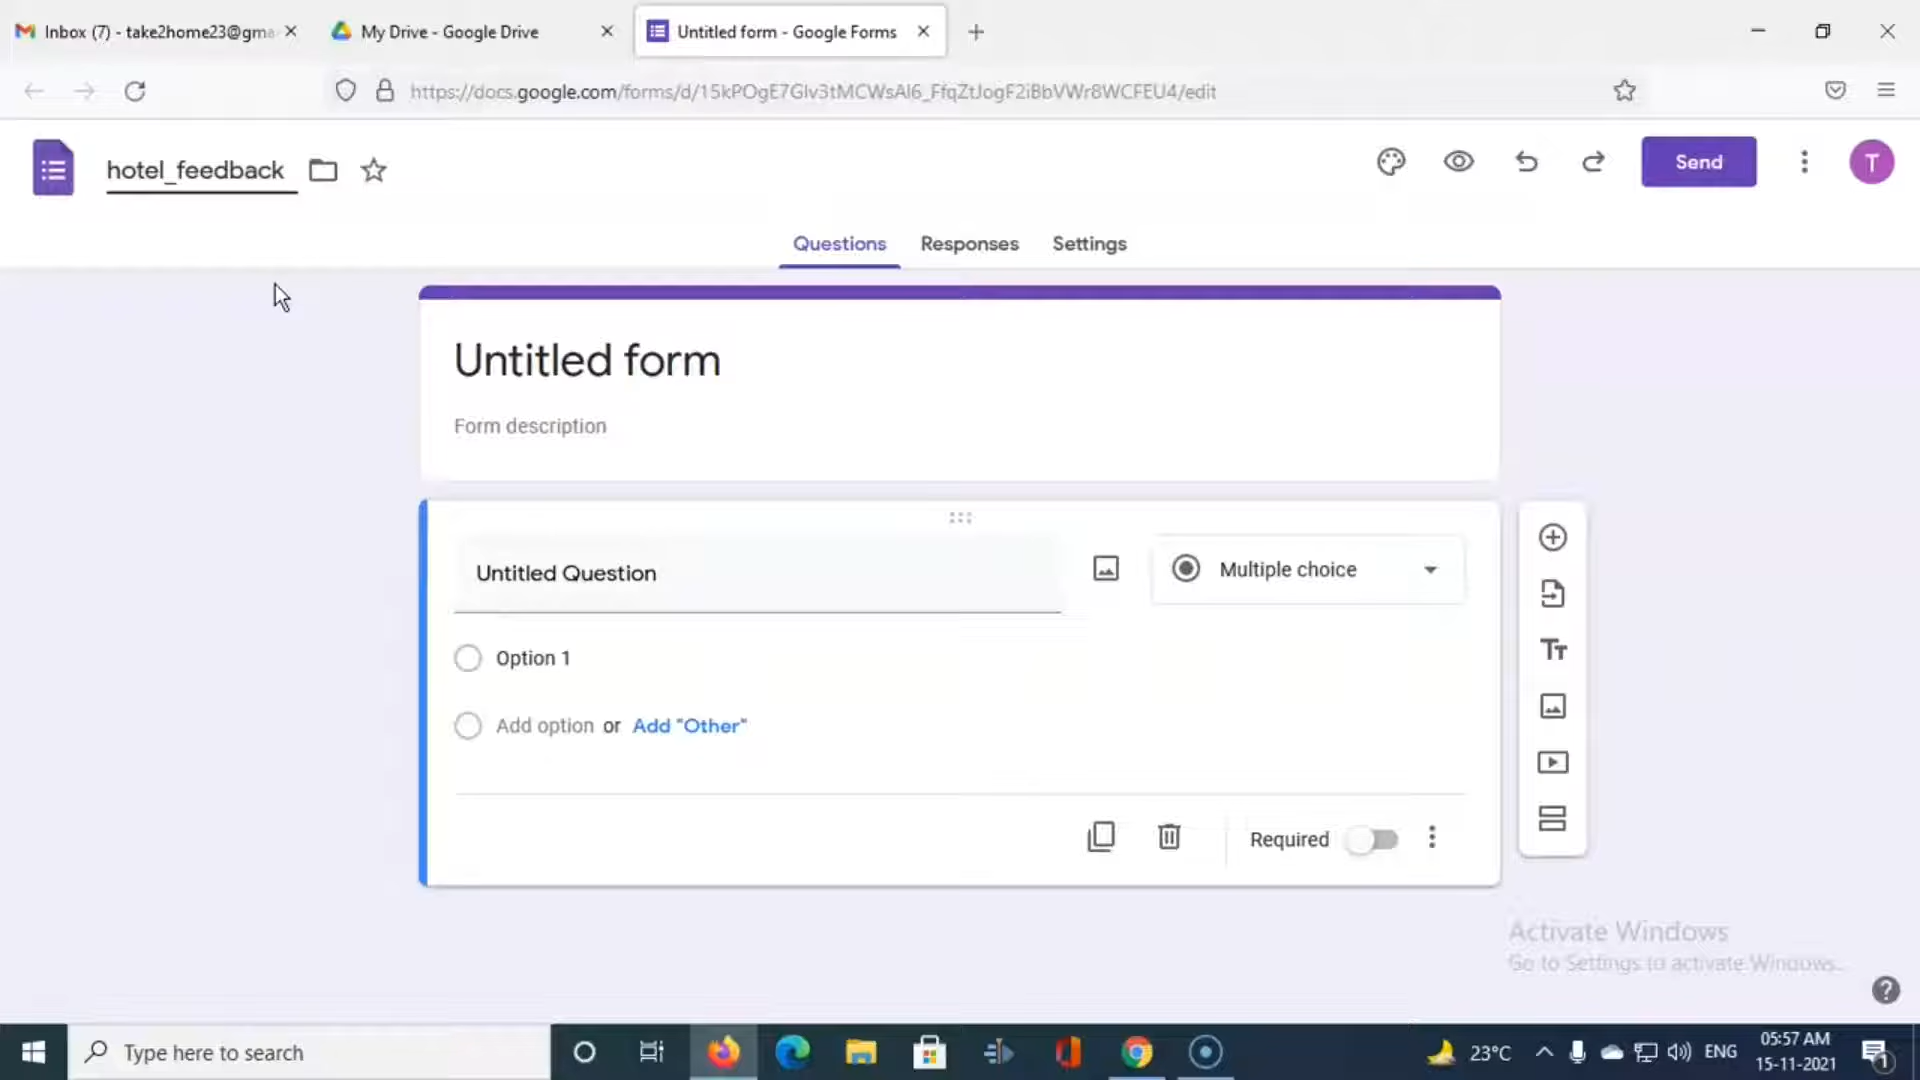 Inbox (7) - take2home23@gma
My Drive - Google Drive
Untitled form - Google Forms
https://docs.google.com/forms/d/15kPOgE7Glv3tMCWsAl6_FfqZtJogF2iBbVWr8WCFEU4/edit
hotel_feedback
Send
T
Questions
Responses
Settings
Untitled form
Form description
Untitled Question
Multiple choice
Option 1
Add option or Add "Other"
Required
Activate Windows
Go to Settings to activate Windows.
Type here to search
23°C
ENG
05:57 AM
15-11-2021
1